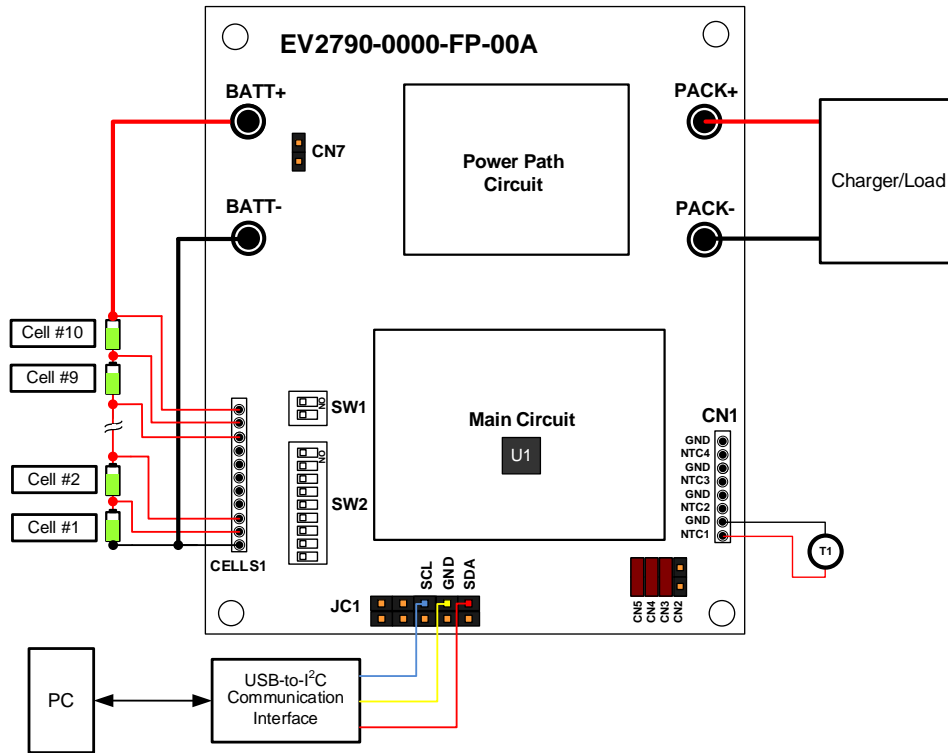 EV2790-0000-FP-00A
BATT+
PACK+
CN7
Power Path
Circuit
Charger/Load
BATT-
PACK-
Cell #10
Cell #9
Cell #2
Cell #1
CELLS1
ON
SW1
ON
SW2
Main Circuit
U1
CN1
GND
NTC4
GND
NTC3
GND
NTC2
GND
NTC1
T1
SCL
GND
SDA
JC1
CN5
CN4
CN3
CN2
PC
USB-to-I²C
Communication
Interface